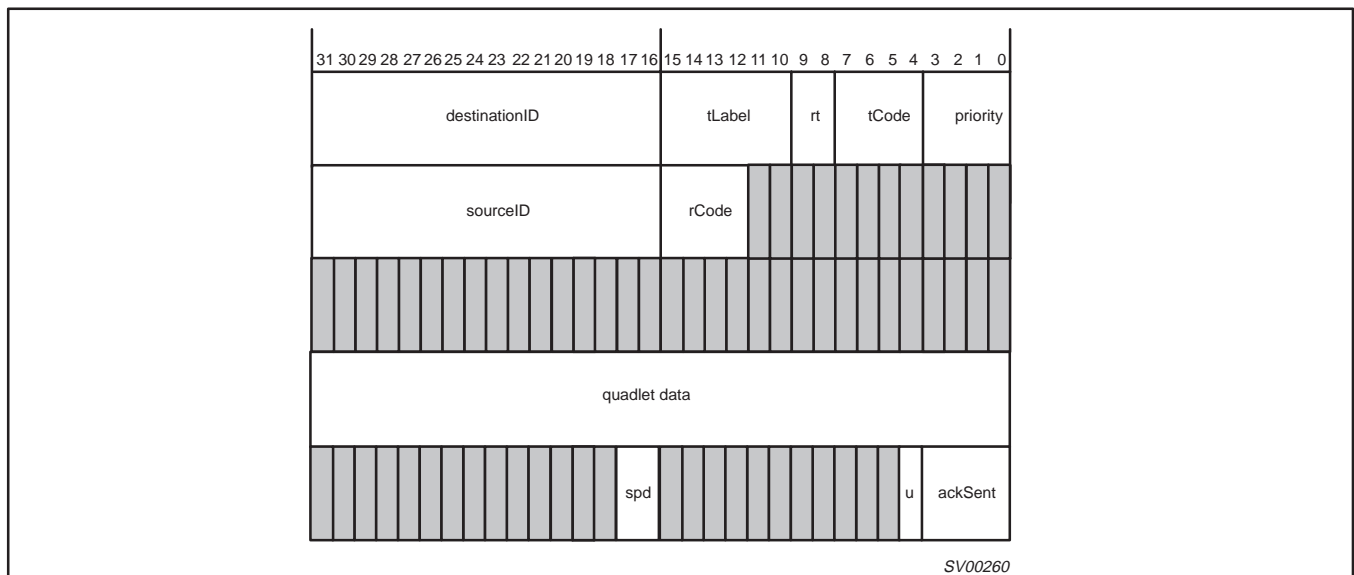 31 30 29 28 27 26 25 24 23 22 21 20 19 18 17 16 15 14 13 12 11 10 9 8 7 6 5 4 3 2 1 0
destinationID tLabel rt tCode priority
sourceID rCode
quadlet data
spd u ackSent
SV00260